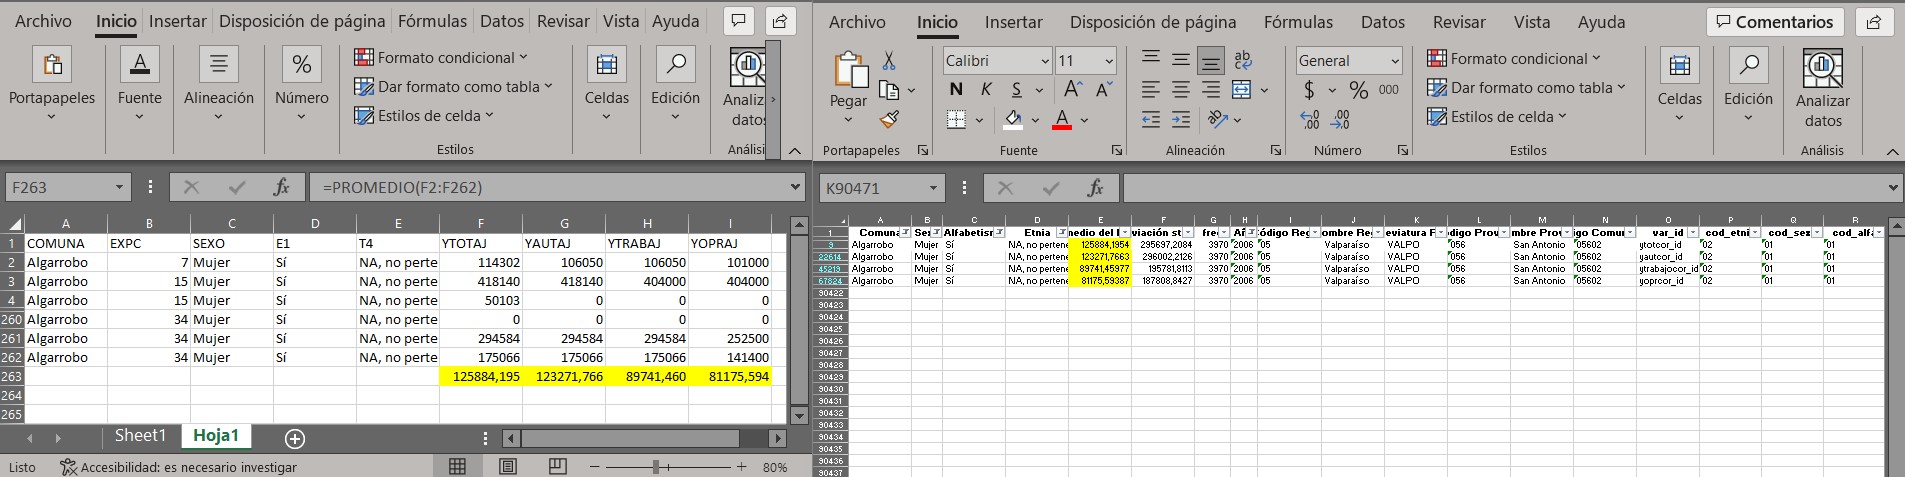 Archivo Inicio Insertar Disposición de página Fórmulas Datos Revisar Vista Ayuda
Portapapeles Fuente Alineación Número
Formato condicional
Dar formato como tabla
Estilos de celda
Estilos
Celdas Edición Analiz datos
Análisi
F263 fx =PROMEDIO(F2:F262)
A B C D E F G H I
1 COMUNA EXPC SEXO E1 T4 YTOTAJ YAUTAJ YTRABAJ YOPRAJ
2 Algarrobo 7 Mujer Sí NA, no perte 114302 106050 106050 101000
3 Algarrobo 15 Mujer Sí NA, no perte 418140 418140 404000 404000
4 Algarrobo 15 Mujer Sí NA, no perte 50103 0 0 0
260 Algarrobo 34 Mujer Sí NA, no perte 0 0 0 0
261 Algarrobo 34 Mujer Sí NA, no perte 294584 294584 294584 252500
262 Algarrobo 34 Mujer Sí NA, no perte 175066 175066 175066 141400
263 125884,195 123271,766 89741,460 81175,594
264
265
Sheet1 Hoja1
Listo Accesibilidad: es necesario investigar 80%
Archivo Inicio Insertar Disposición de página Fórmulas Datos Revisar Vista Ayuda Comentarios
Pegar
Calibri 11
N K S
General
$ % 000
Formato condicional
Dar formato como tabla
Estilos de celda
Celdas Edición Analizar datos
Portapapeles Fuente Alineación Número Estilos Análisis
K90471 fx
A B C D E F G H I J K L M N O P Q R
1 Comuna Se Alfabetism Etnia medio del I viación st fre Añ ódigo Reg ombre Re eviatura F digo Prov mbre Prov igo Comu var_id cod_etni cod_sex cod_alfa
9 Algarrobo Mujer Sí NA, no pertene 125884,1954 295697,2084 3970 2006 05 Valparaíso VALPO 056 San Antonio 05602 ytotcor_id 02 01 01
22614 Algarrobo Mujer Sí NA, no pertene 123271,7663 296002,2126 3970 2006 05 Valparaíso VALPO 056 San Antonio 05602 yautcor_id 02 01 01
45219 Algarrobo Mujer Sí NA, no pertene 89741,45977 195781,8113 3970 2006 05 Valparaíso VALPO 056 San Antonio 05602 ytrabajocor_id 02 01 01
67824 Algarrobo Mujer Sí NA, no pertene 81175,59387 187808,8427 3970 2006 05 Valparaíso VALPO 056 San Antonio 05602 yoprcor_id 02 01 01
90422
90423
90424
90425
90426
90427
90428
90429
90430
90431
90432
90433
90434
90435
90436
90437